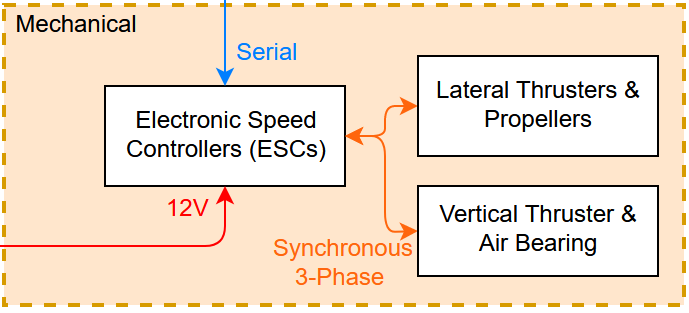 Mechanical
Serial
Electronic Speed
Controllers (ESCs)
Lateral Thrusters &
Propellers
12V
Vertical Thruster &
Air Bearing
Synchronous
3-Phase